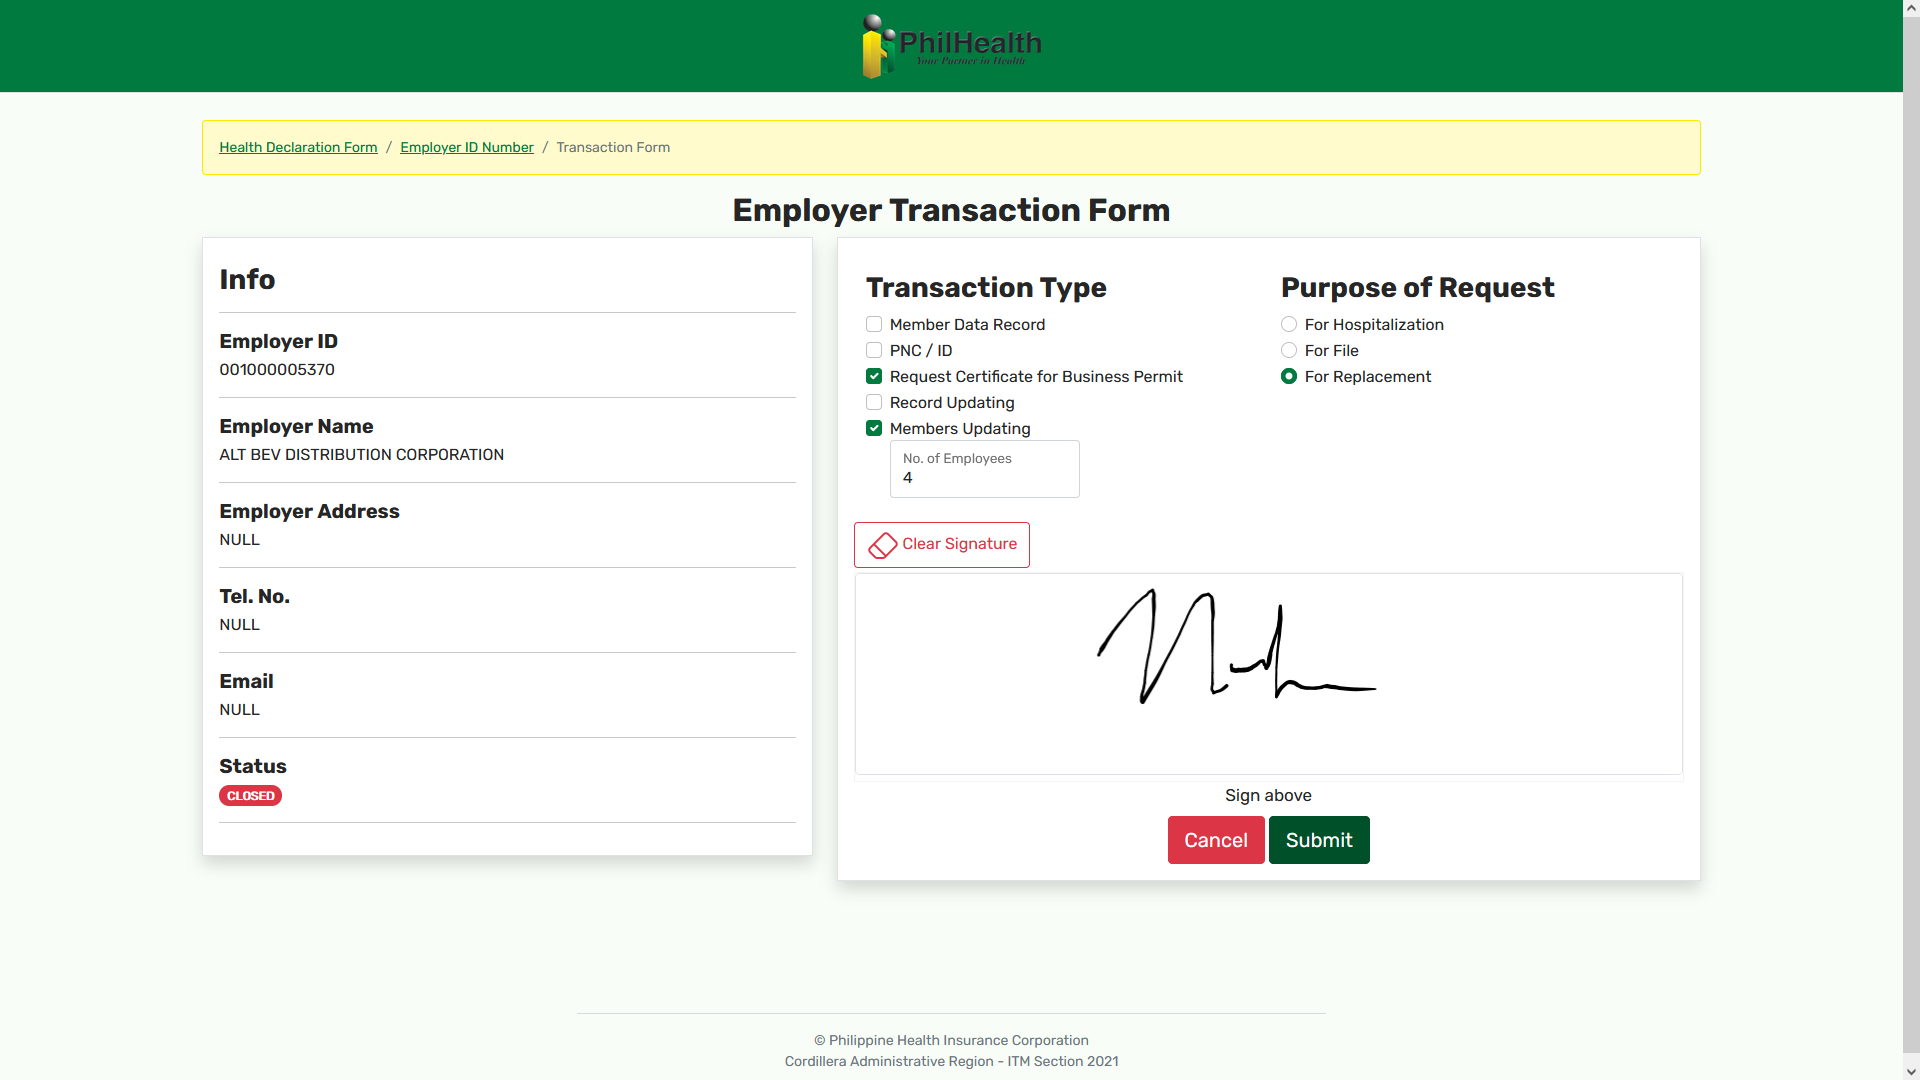 PhilHealth
Your Partner in Health
Health Declaration Form / Employer ID Number / Transaction Form
Employer Transaction Form
Info
Employer ID
001000005370
Employer Name
ALT BEV DISTRIBUTION CORPORATION
Employer Address
NULL
Tel. No.
NULL
Email
NULL
Status
CLOSED
Transaction Type
Member Data Record
PNC / ID
Request Certificate for Business Permit
Record Updating
Members Updating
No. of Employees
4
Purpose of Request
For Hospitalization
For File
For Replacement
Clear Signature
Sign above
Cancel Submit
© Philippine Health Insurance Corporation
Cordillera Administrative Region - ITM Section 2021